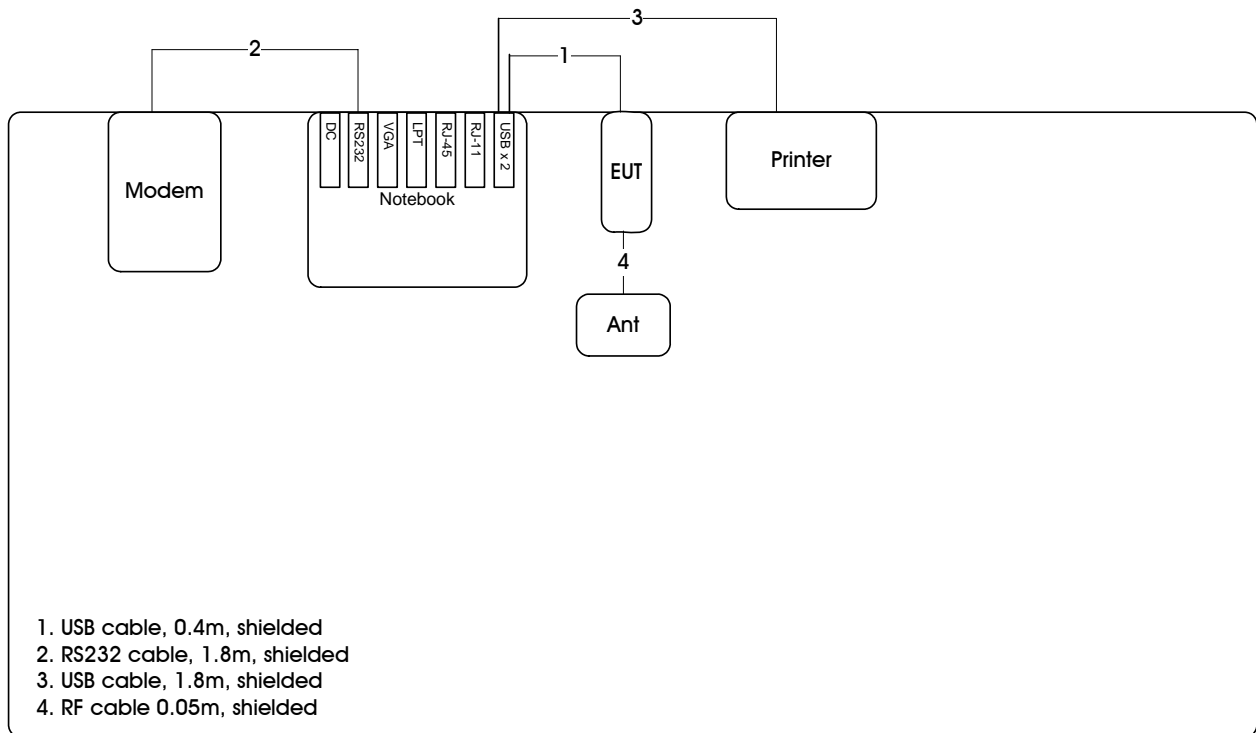 3
2
1
DC
RS232
VGA
LPT
RJ-45
RJ-11
USB x 2
Notebook
Modem
EUT
Printer
4
Ant
1. USB cable, 0.4m, shielded
2. RS232 cable, 1.8m, shielded
3. USB cable, 1.8m, shielded
4. RF cable 0.05m, shielded